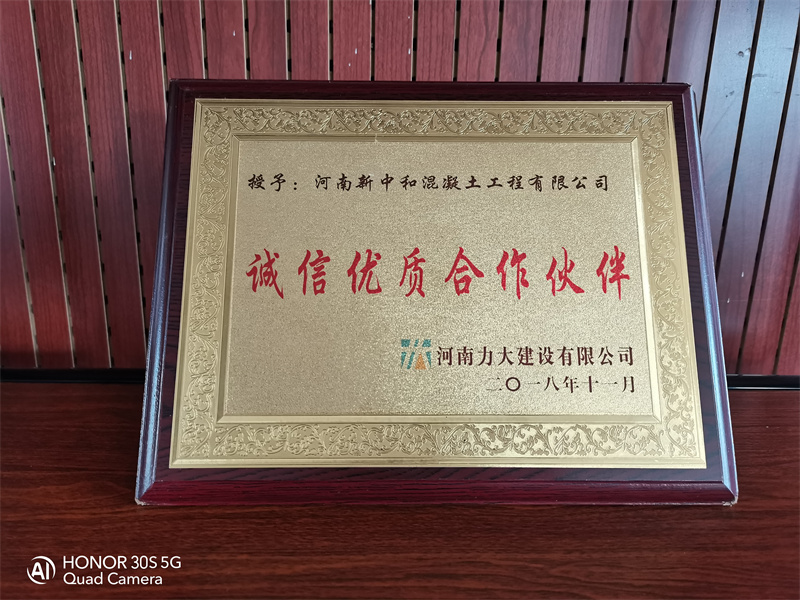 授予：河南新中和混凝土工程有限公司
诚信优质合作伙伴
河南力大建设有限公司
二〇一八年十一月
HONOR 30S 5G
Quad Camera